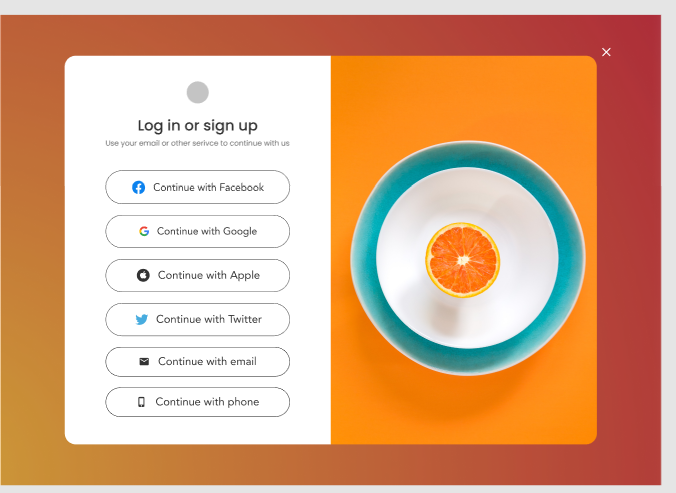 Log in or sign up
Use your email or other serivce to continue with us
Continue with Facebook
Continue with Google
Continue with Apple
Continue with Twitter
Continue with email
Continue with phone